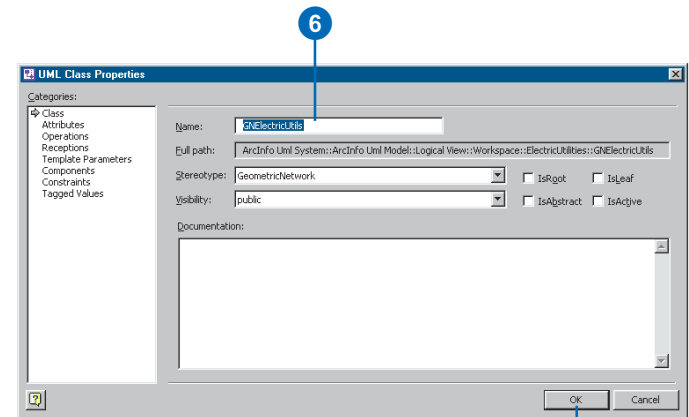 6
UML Class Properties
Categories:
Class
Attributes
Operations
Receptions
Template Parameters
Components
Constraints
Tagged Values
Name: GNElectricUtils
Full path: ArcInfo Uml System::ArcInfo Uml Model::Logical View::Workspace::ElectricUtilities::GNElectricUtils
Stereotype: GeometricNetwork IsRoot IsLeaf
Visibility: public IsAbstract IsActive
Documentation:
? OK Cancel